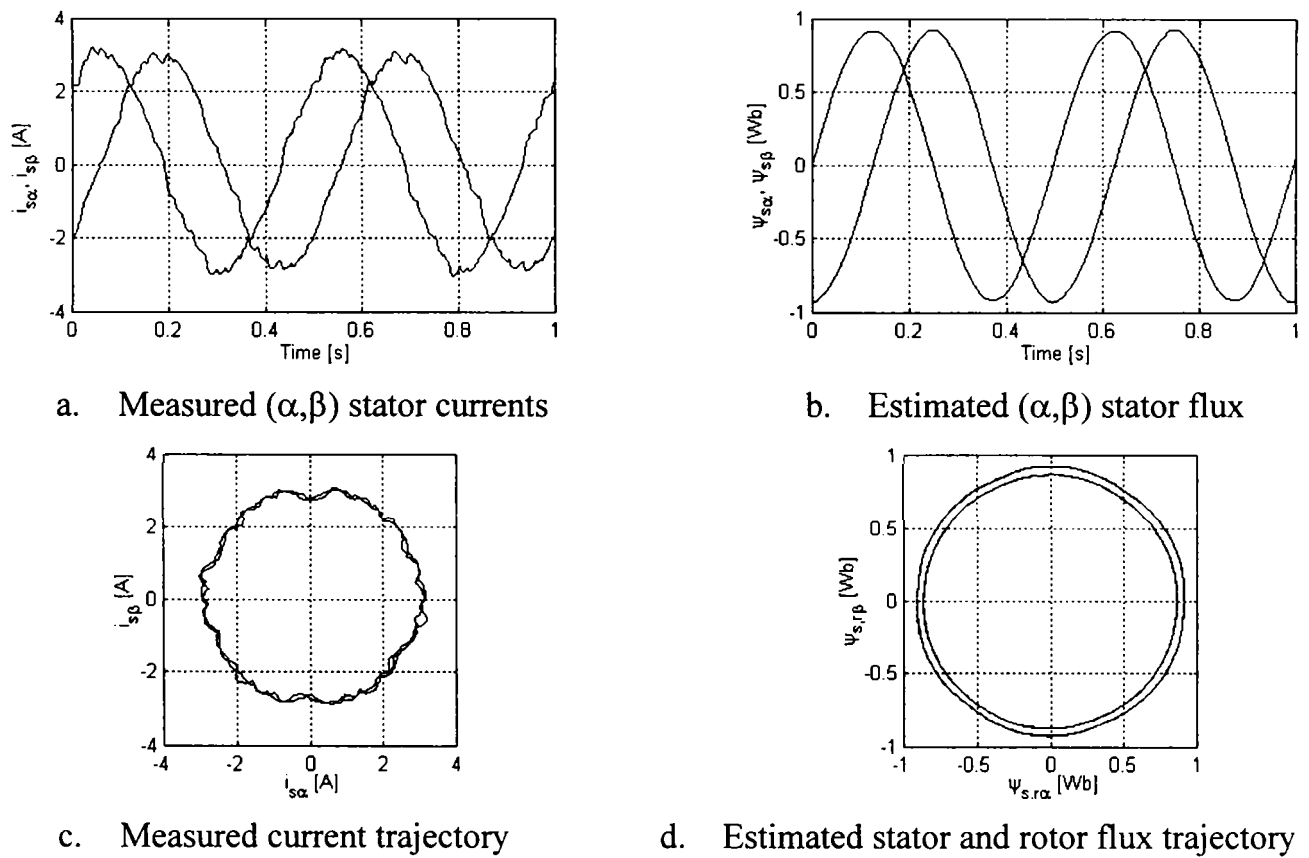 4
2
0
-2
-4
0 0.2 0.4 0.6 0.8 1
Time [s]
i_sα, i_sβ [A]
a. Measured (α,β) stator currents
1
0.5
0
-0.5
-1
0 0.2 0.4 0.6 0.8 1
Time [s]
Ψ_sα, Ψ_sβ [Wb]
b. Estimated (α,β) stator flux
4
2
0
-2
-4
-4 -2 0 2 4
i_sα [A]
i_sβ [A]
c. Measured current trajectory
1
0.5
0
-0.5
-1
-1 -0.5 0 0.5 1
Ψ_s,rα [Wb]
Ψ_s,rβ [Wb]
d. Estimated stator and rotor flux trajectory